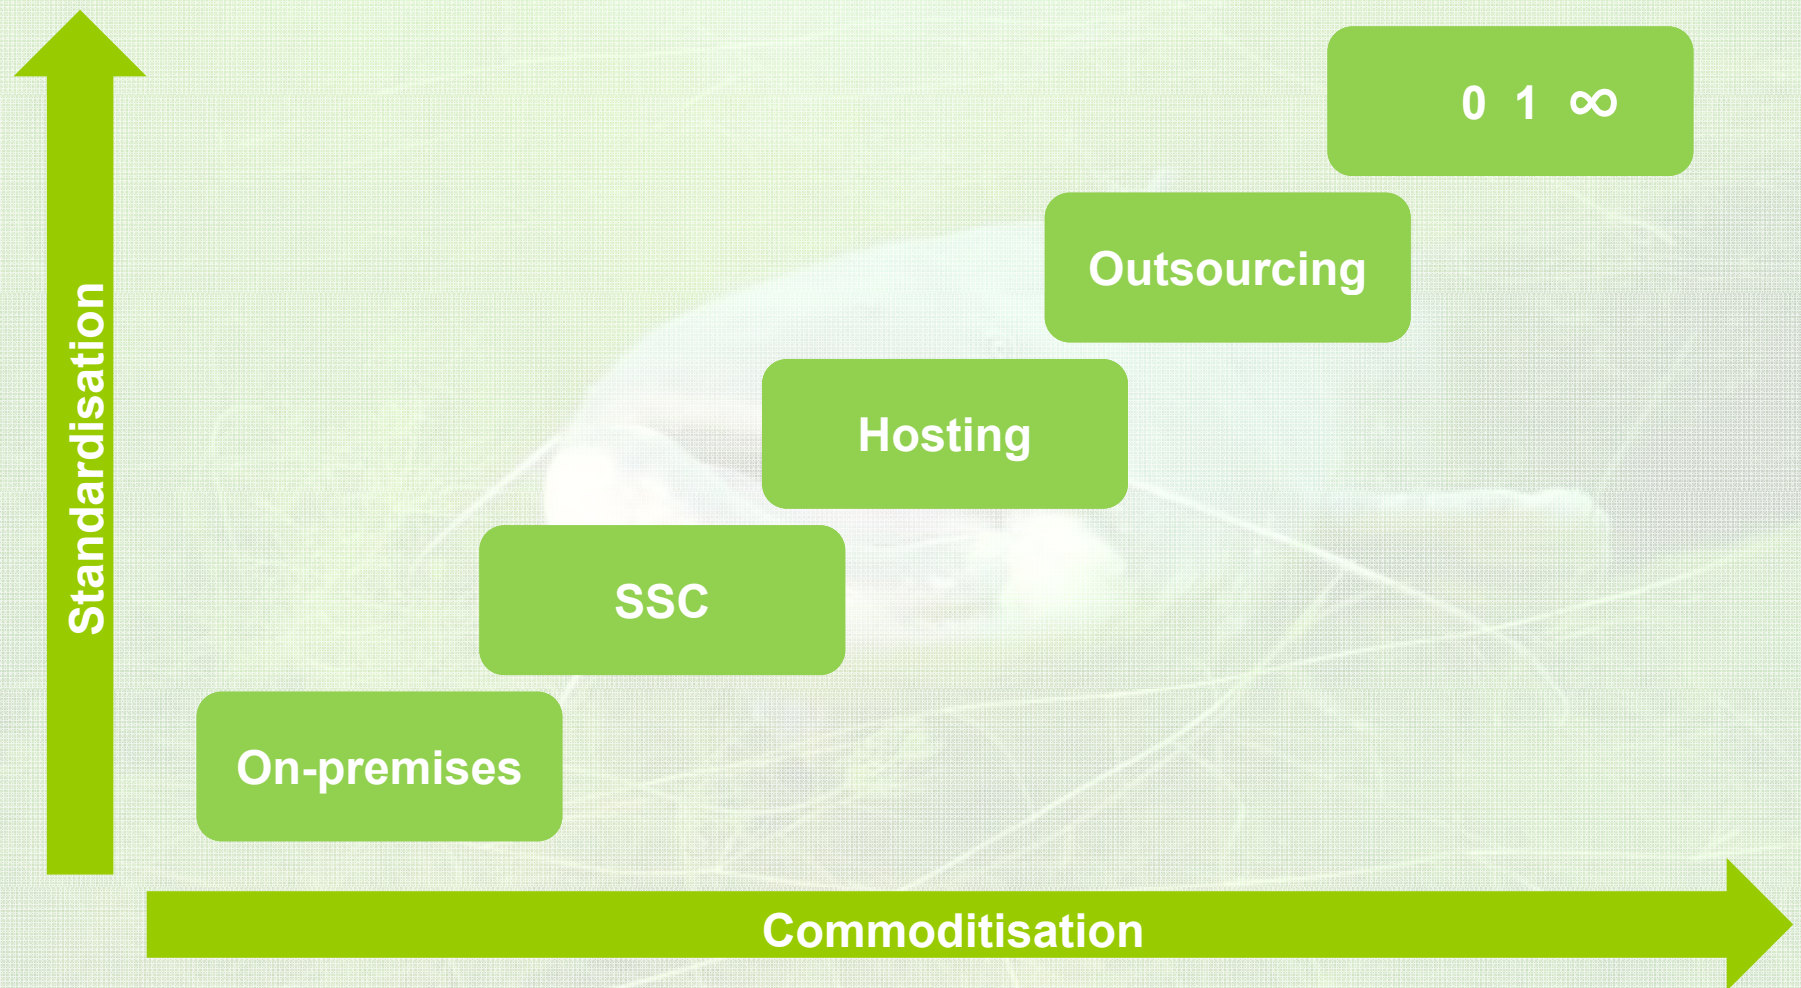 0 1 ∞
Outsourcing
Hosting
SSC
On-premises
Standardisation
Commoditisation